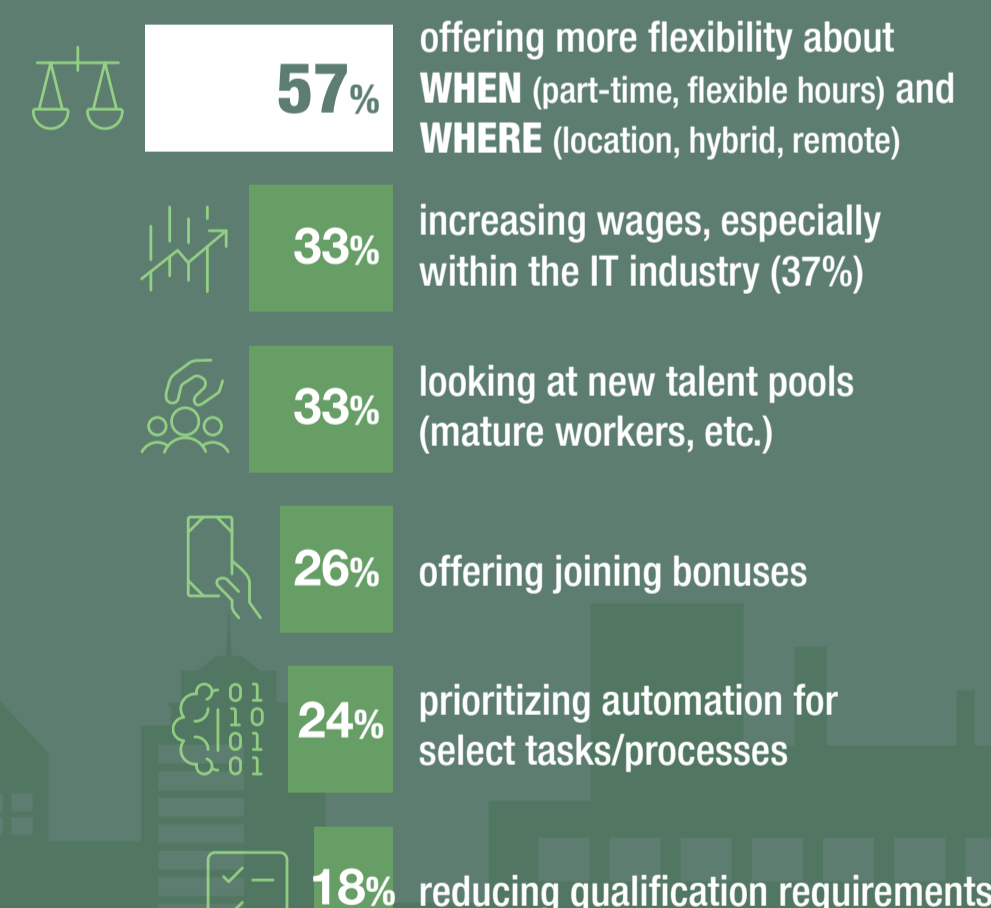 57%
offering more flexibility about
WHEN (part-time, flexible hours) and
WHERE (location, hybrid, remote)
33%
increasing wages, especially
within the IT industry (37%)
33%
looking at new talent pools
(mature workers, etc.)
26%
offering joining bonuses
24%
prioritizing automation for
select tasks/processes
01
10
01
01
18%
reducing qualification requirements